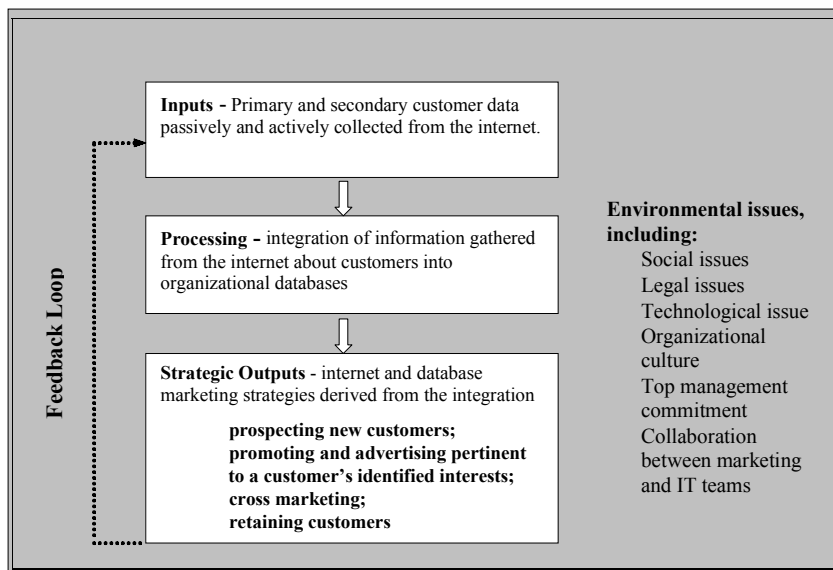 Inputs - Primary and secondary customer data
passively and actively collected from the internet.
Processing – integration of information gathered
from the internet about customers into
organizational databases
Strategic Outputs - internet and database
marketing strategies derived from the integration
prospecting new customers;
promoting and advertising pertinent
to a customer’s identified interests;
cross marketing;
retaining customers
Feedback Loop
Environmental issues,
including:
Social issues
Legal issues
Technological issue
Organizational
culture
Top management
commitment
Collaboration
between marketing
and IT teams